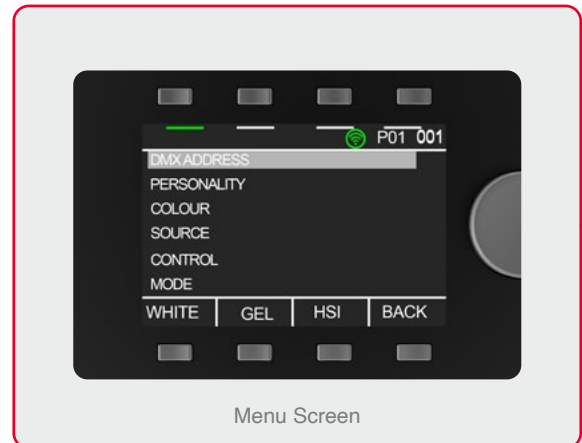 P01 001
DMX ADDRESS
PERSONALITY
COLOUR
SOURCE
CONTROL
MODE
WHITE GEL HSI BACK
Menu Screen